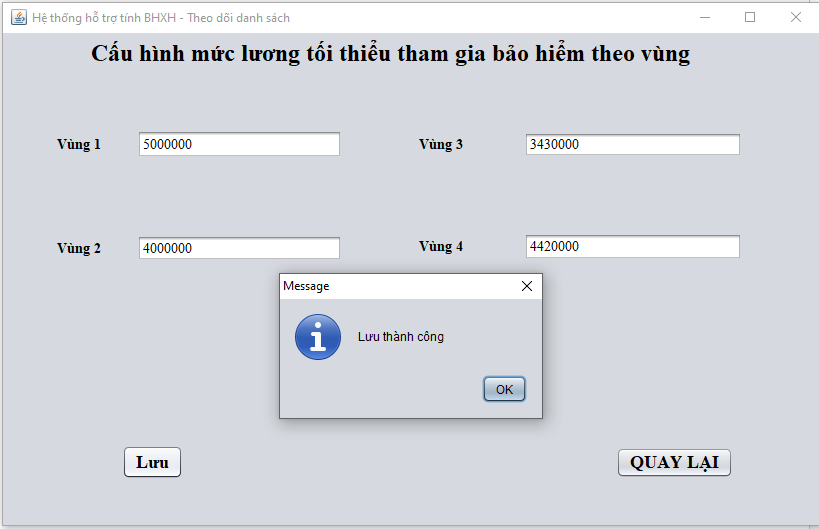 Hệ thống hỗ trợ tính BHXH - Theo dõi danh sách
Cấu hình mức lương tối thiểu tham gia bảo hiểm theo vùng
Vùng 1 5000000 Vùng 3 3430000
Vùng 2 4000000 Vùng 4 4420000
Message
Lưu thành công
OK
Lưu QUAY LẠI